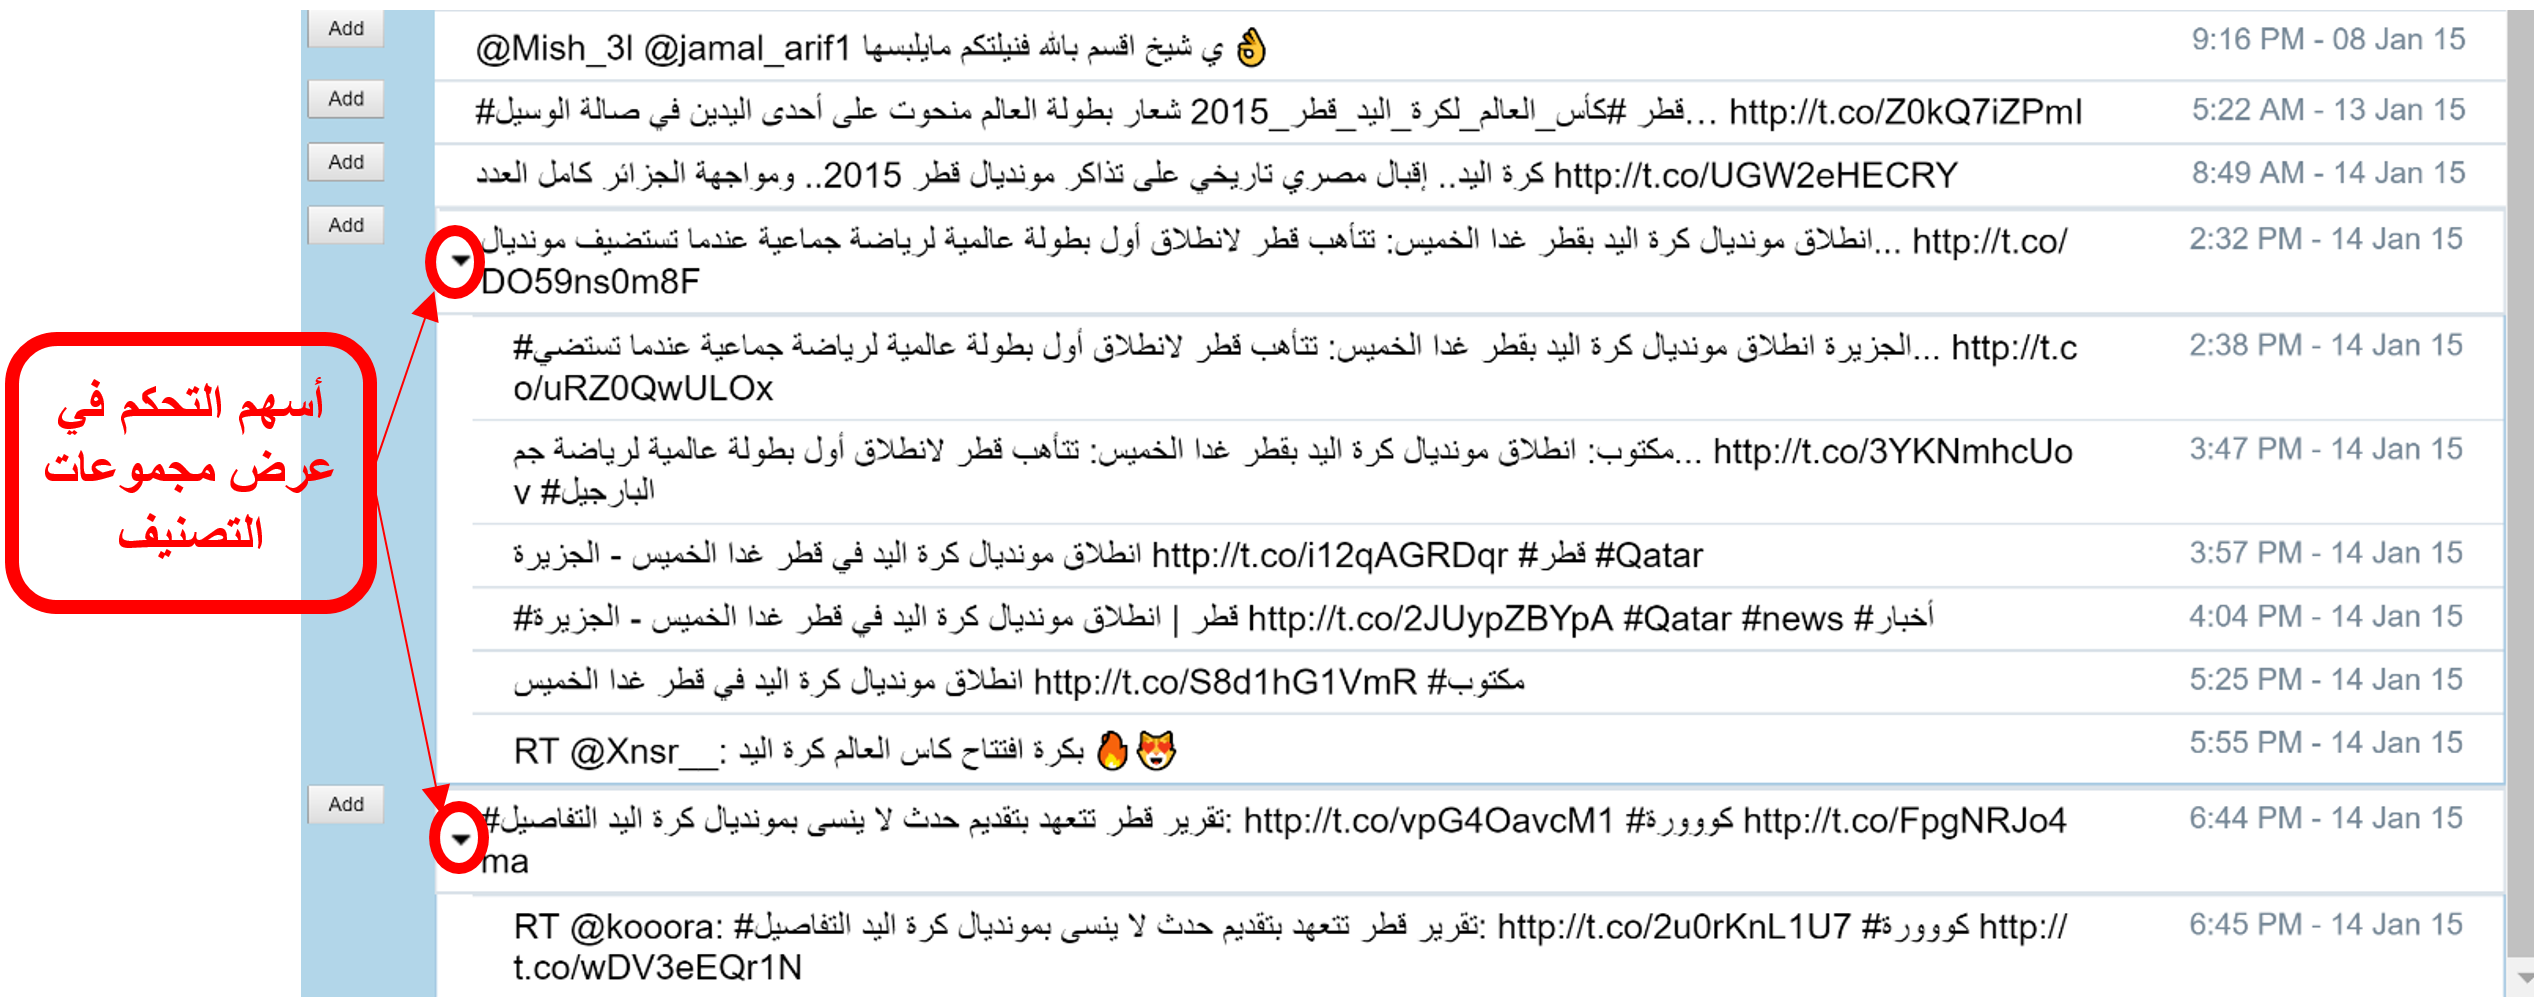 Add
@Mish_3l @jamal_arif1 ي شيخ اقسم بالله فنيلتكم مايلبسها 👌
9:16 PM - 08 Jan 15
Add
#قطر #كأس_العالم_لكرة_اليد_قطر_2015 شعار بطولة العالم منحوت على أحدى اليدين في صالة الوسيل… http://t.co/Z0kQ7iZPmI
5:22 AM - 13 Jan 15
Add
كرة اليد.. إقبال مصري تاريخي على تذاكر مونديال قطر 2015.. ومواجهة الجزائر كامل العدد http://t.co/UGW2eHECRY
8:49 AM - 14 Jan 15
Add
انطلاق مونديال كرة اليد بقطر غدا الخميس: تتأهب قطر لانطلاق أول بطولة عالمية لرياضة جماعية عندما تستضيف مونديال... http://t.co/
DO59ns0m8F
2:32 PM - 14 Jan 15
#الجزيرة انطلاق مونديال كرة اليد بقطر غدا الخميس: تتأهب قطر لانطلاق أول بطولة عالمية لرياضة جماعية عندما تستضي... http://t.c
o/uRZ0QwULOx
2:38 PM - 14 Jan 15
مكتوب: انطلاق مونديال كرة اليد بقطر غدا الخميس: تتأهب قطر لانطلاق أول بطولة عالمية لرياضة جم... http://t.co/3YKNmhcUo
v #البارجيل
3:47 PM - 14 Jan 15
انطلاق مونديال كرة اليد في قطر غدا الخميس - الجزيرة http://t.co/i12qAGRDqr #قطر #Qatar
3:57 PM - 14 Jan 15
#قطر | انطلاق مونديال كرة اليد في قطر غدا الخميس - الجزيرة http://t.co/2JUypZBYpA #Qatar #news #أخبار
4:04 PM - 14 Jan 15
انطلاق مونديال كرة اليد في قطر غدا الخميس http://t.co/S8d1hG1VmR #مكتوب
5:25 PM - 14 Jan 15
RT @Xnsr__: بكرة افتتاح كاس العالم كرة اليد 🔥😻
5:55 PM - 14 Jan 15
Add
#تقرير قطر تتعهد بتقديم حدث لا ينسى بمونديال كرة اليد التفاصيل: http://t.co/vpG4OavcM1 #كووورة http://t.co/FpgNRJo4
ma
6:44 PM - 14 Jan 15
RT @kooora: #تقرير قطر تتعهد بتقديم حدث لا ينسى بمونديال كرة اليد التفاصيل: http://t.co/2u0rKnL1U7 #كووورة http://
t.co/wDV3eEQr1N
6:45 PM - 14 Jan 15
أسهم التحكم في
عرض مجموعات
التصنيف